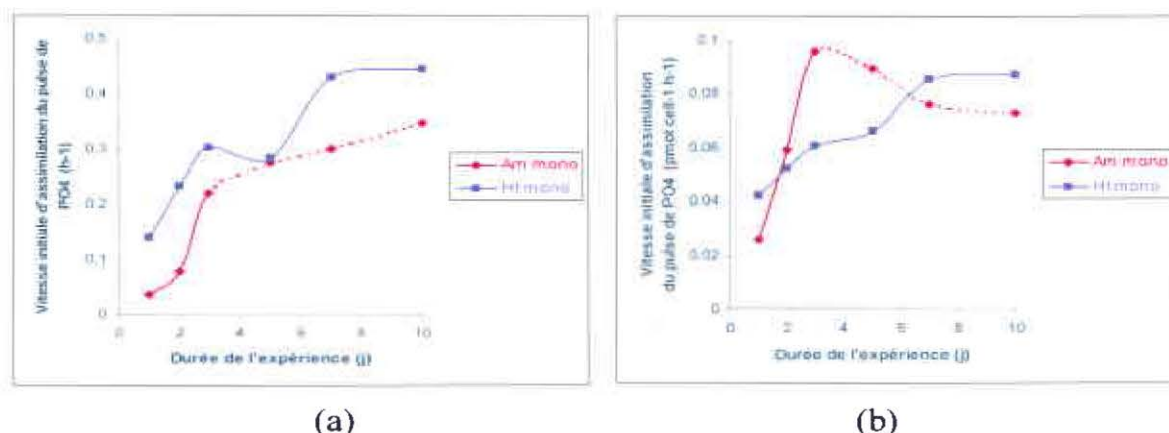 Vitesse initiale d'assimilation du pulse de
PO4 (h-1)
0.5
0.4
0.3
0.2
0.1
0
0 2 4 6 8 10
Durée de l'expérience (j)
Am mono
Ht mono
(a)
Vitesse initiale d'assimilation
du pulse de PO4 (pmol cell-1 h-1)
0.1
0.08
0.06
0.04
0.02
0
0 2 4 6 8 10
Durée de l'expérience (j)
Am mono
Ht mono
(b)